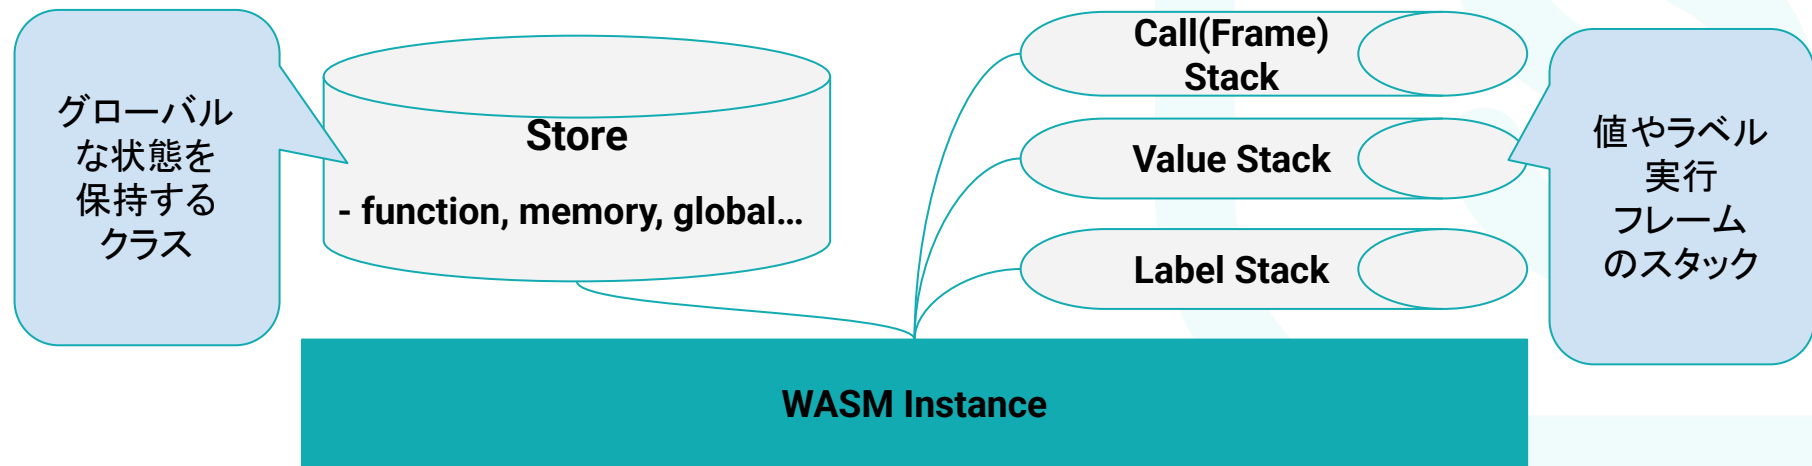 グローバル
な状態を
保持する
クラス
Store
- function, memory, global...
Call(Frame)
Stack
Value Stack
Label Stack
値やラベル
実行
フレーム
のスタック
WASM Instance